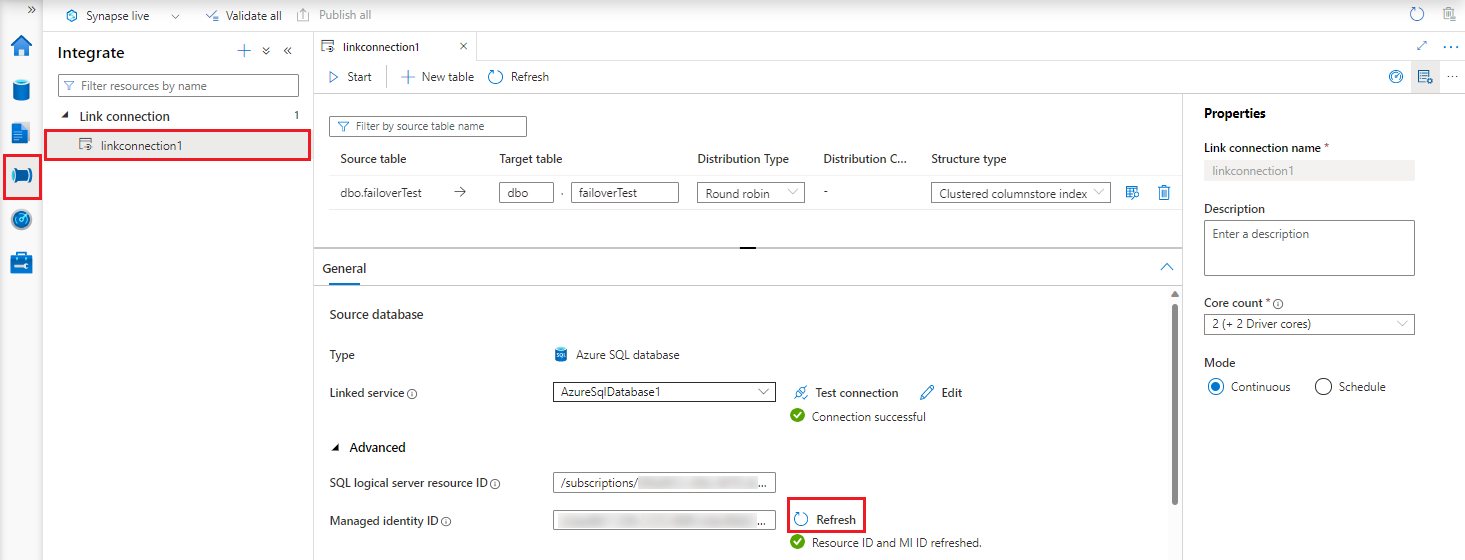 Synapse live Validate all Publish all
Integrate
Filter resources by name
Link connection 1
linkconnection1
linkconnection1
Start New table Refresh
Filter by source table name
Source table Target table Distribution Type Distribution C... Structure type
dbo.failoverTest dbo . failoverTest Round robin - Clustered columnstore index
General
Source database
Type Azure SQL database
Linked service AzureSqlDatabase1 Test connection Edit
Connection successful
Advanced
SQL logical server resource ID /subscriptions/ ...
Managed identity ID ... Refresh
Resource ID and MI ID refreshed.
Properties
Link connection name *
linkconnection1
Description
Enter a description
Core count *
2 (+ 2 Driver cores)
Mode
Continuous Schedule